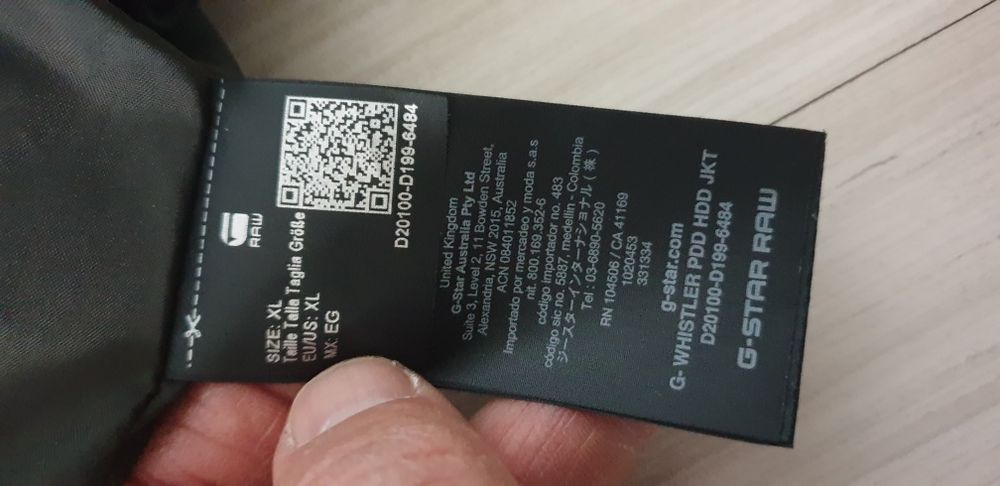 RAW
SIZE: XL
Taille Talla Taglia Größe
EU/US: XL
MX: EG
D20100-D199-6484
United Kingdom
G-Star Australia Pty Ltd
Suite 3, Level 2, 11 Bowden Street,
Alexandria, NSW 2015, Australia
ACN 084011852
Importado por mercadeo y moda s.a.s
nit. 800.169.352-6
código importador no. 483
código sic no. 5987, medellin - Colombia
ジースターインターナショナル(株)
Tel : 03-6890-5620
RN 104506 / CA 41169
1020453
331334
g-star.com
G- WHISTLER PDD HDD JKT
D20100-D199-6484
G-STAR RAW